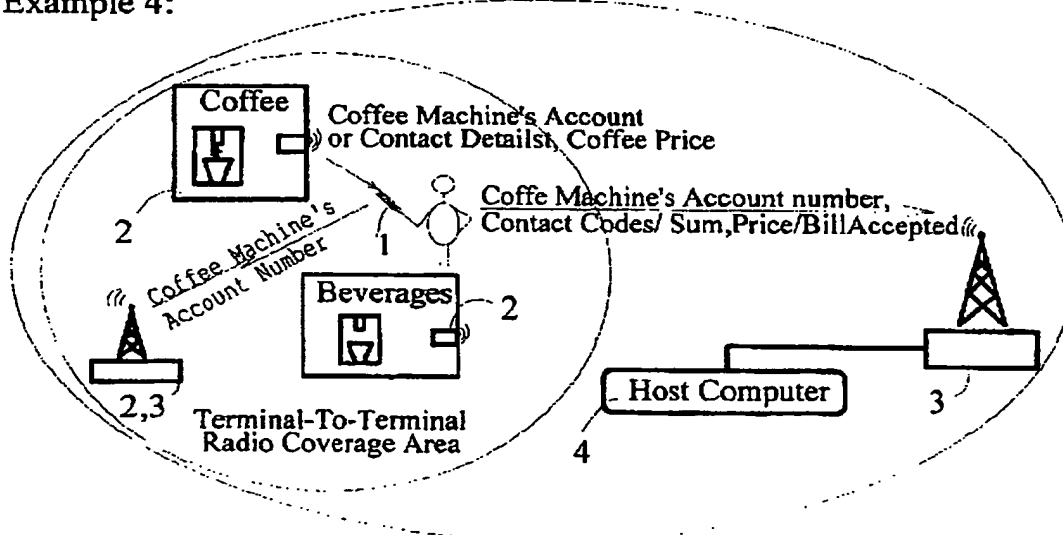 Example 4:
Coffee
Coffee Machine's Account
or Contact Detailst, Coffee Price
2
1
Coffe Machine's Account number,
Contact Codes/ Sum,Price/BillAccepted
Coffee Machine's
Account Number
Beverages
2
2,3
Terminal-To-Terminal
Radio Coverage Area
Host Computer
4
3